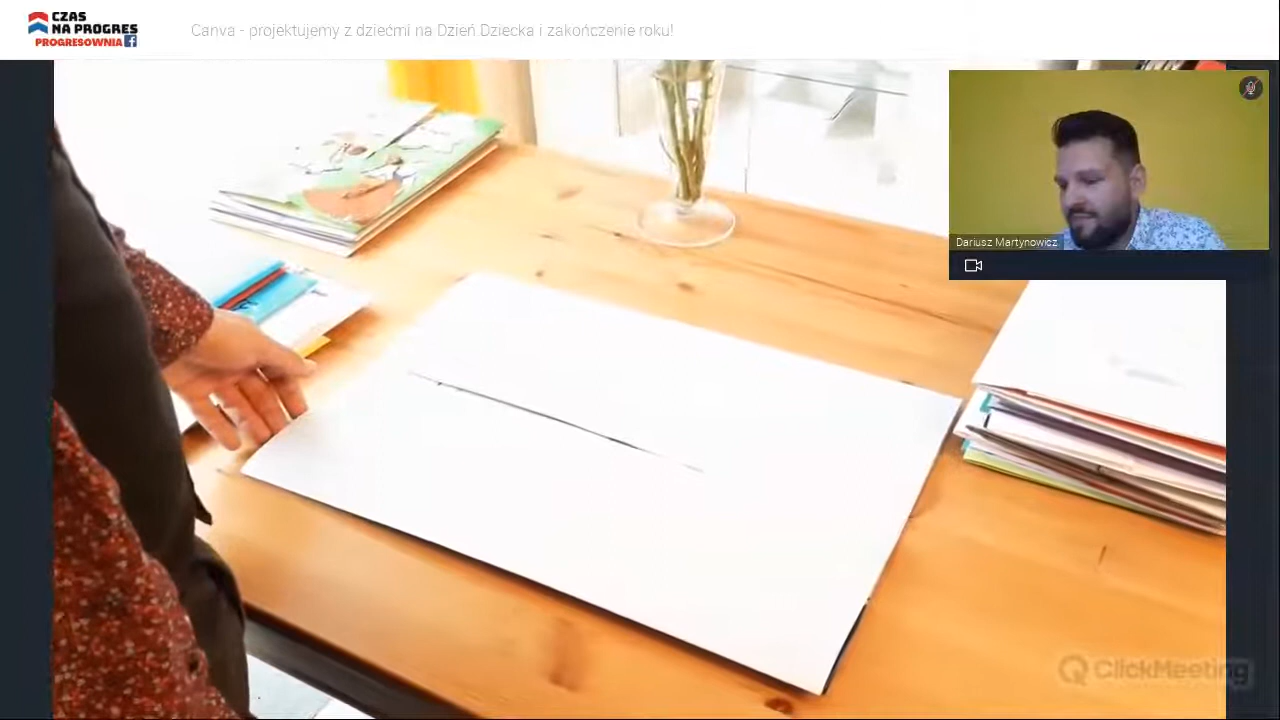 CZAS
NA PROGRES
PROGRESOWNIA
Canva - projektujemy z dziećmi na Dzień Dziecka i zakończenie roku!
Dariusz Martynowicz
ClickMeeting